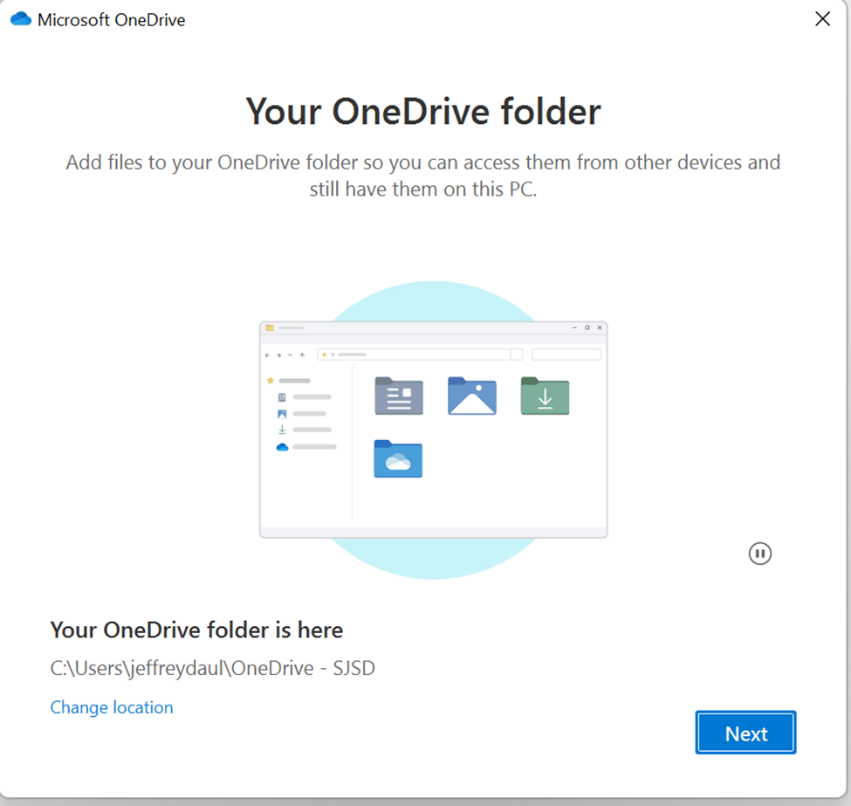 Microsoft OneDrive
Your OneDrive folder
Add files to your OneDrive folder so you can access them from other devices and
still have them on this PC.
Your OneDrive folder is here
C:\Users\jeffreydaul\OneDrive - SJSD
Change location
Next